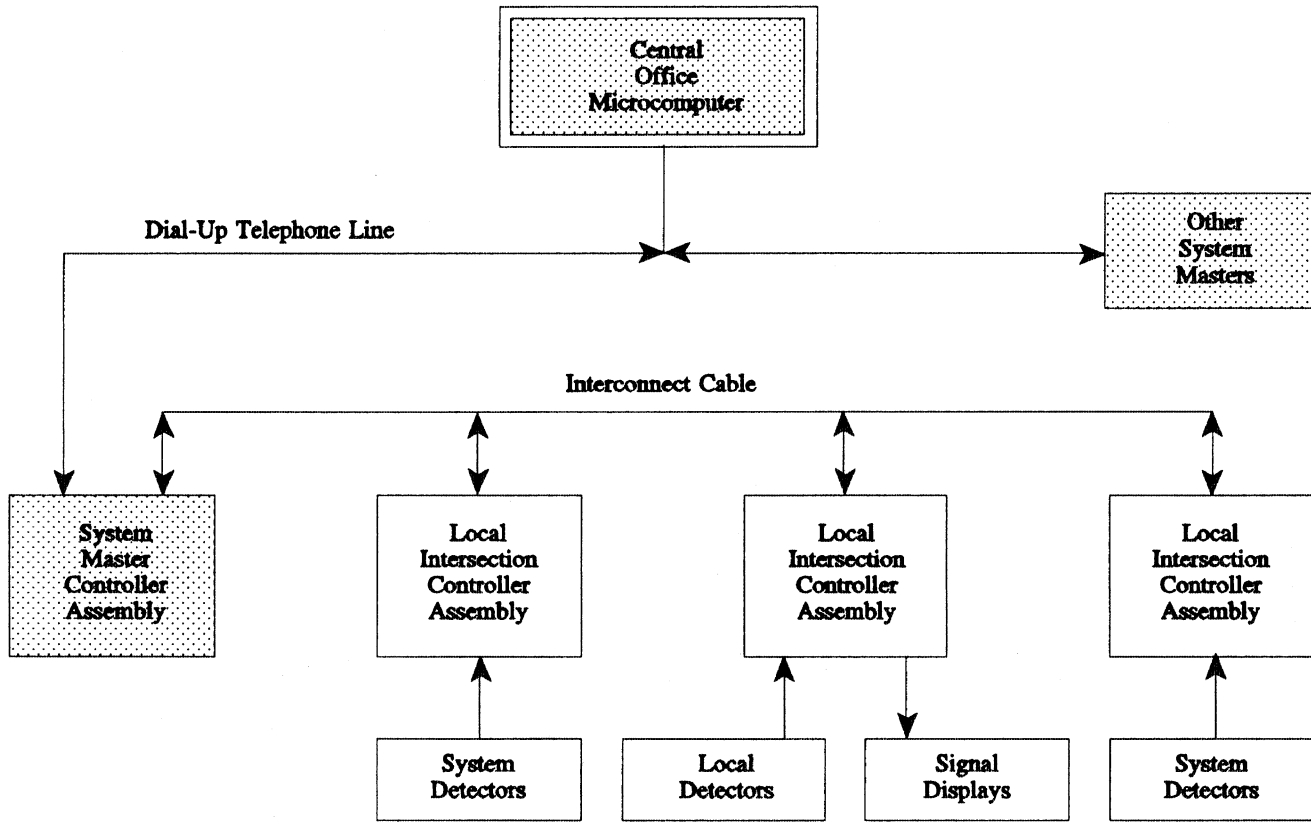 Central
Office
Microcomputer
Dial-Up Telephone Line
Other
System
Masters
Interconnect Cable
System
Master
Controller
Assembly
Local
Intersection
Controller
Assembly
Local
Intersection
Controller
Assembly
Local
Intersection
Controller
Assembly
System
Detectors
Local
Detectors
Signal
Displays
System
Detectors